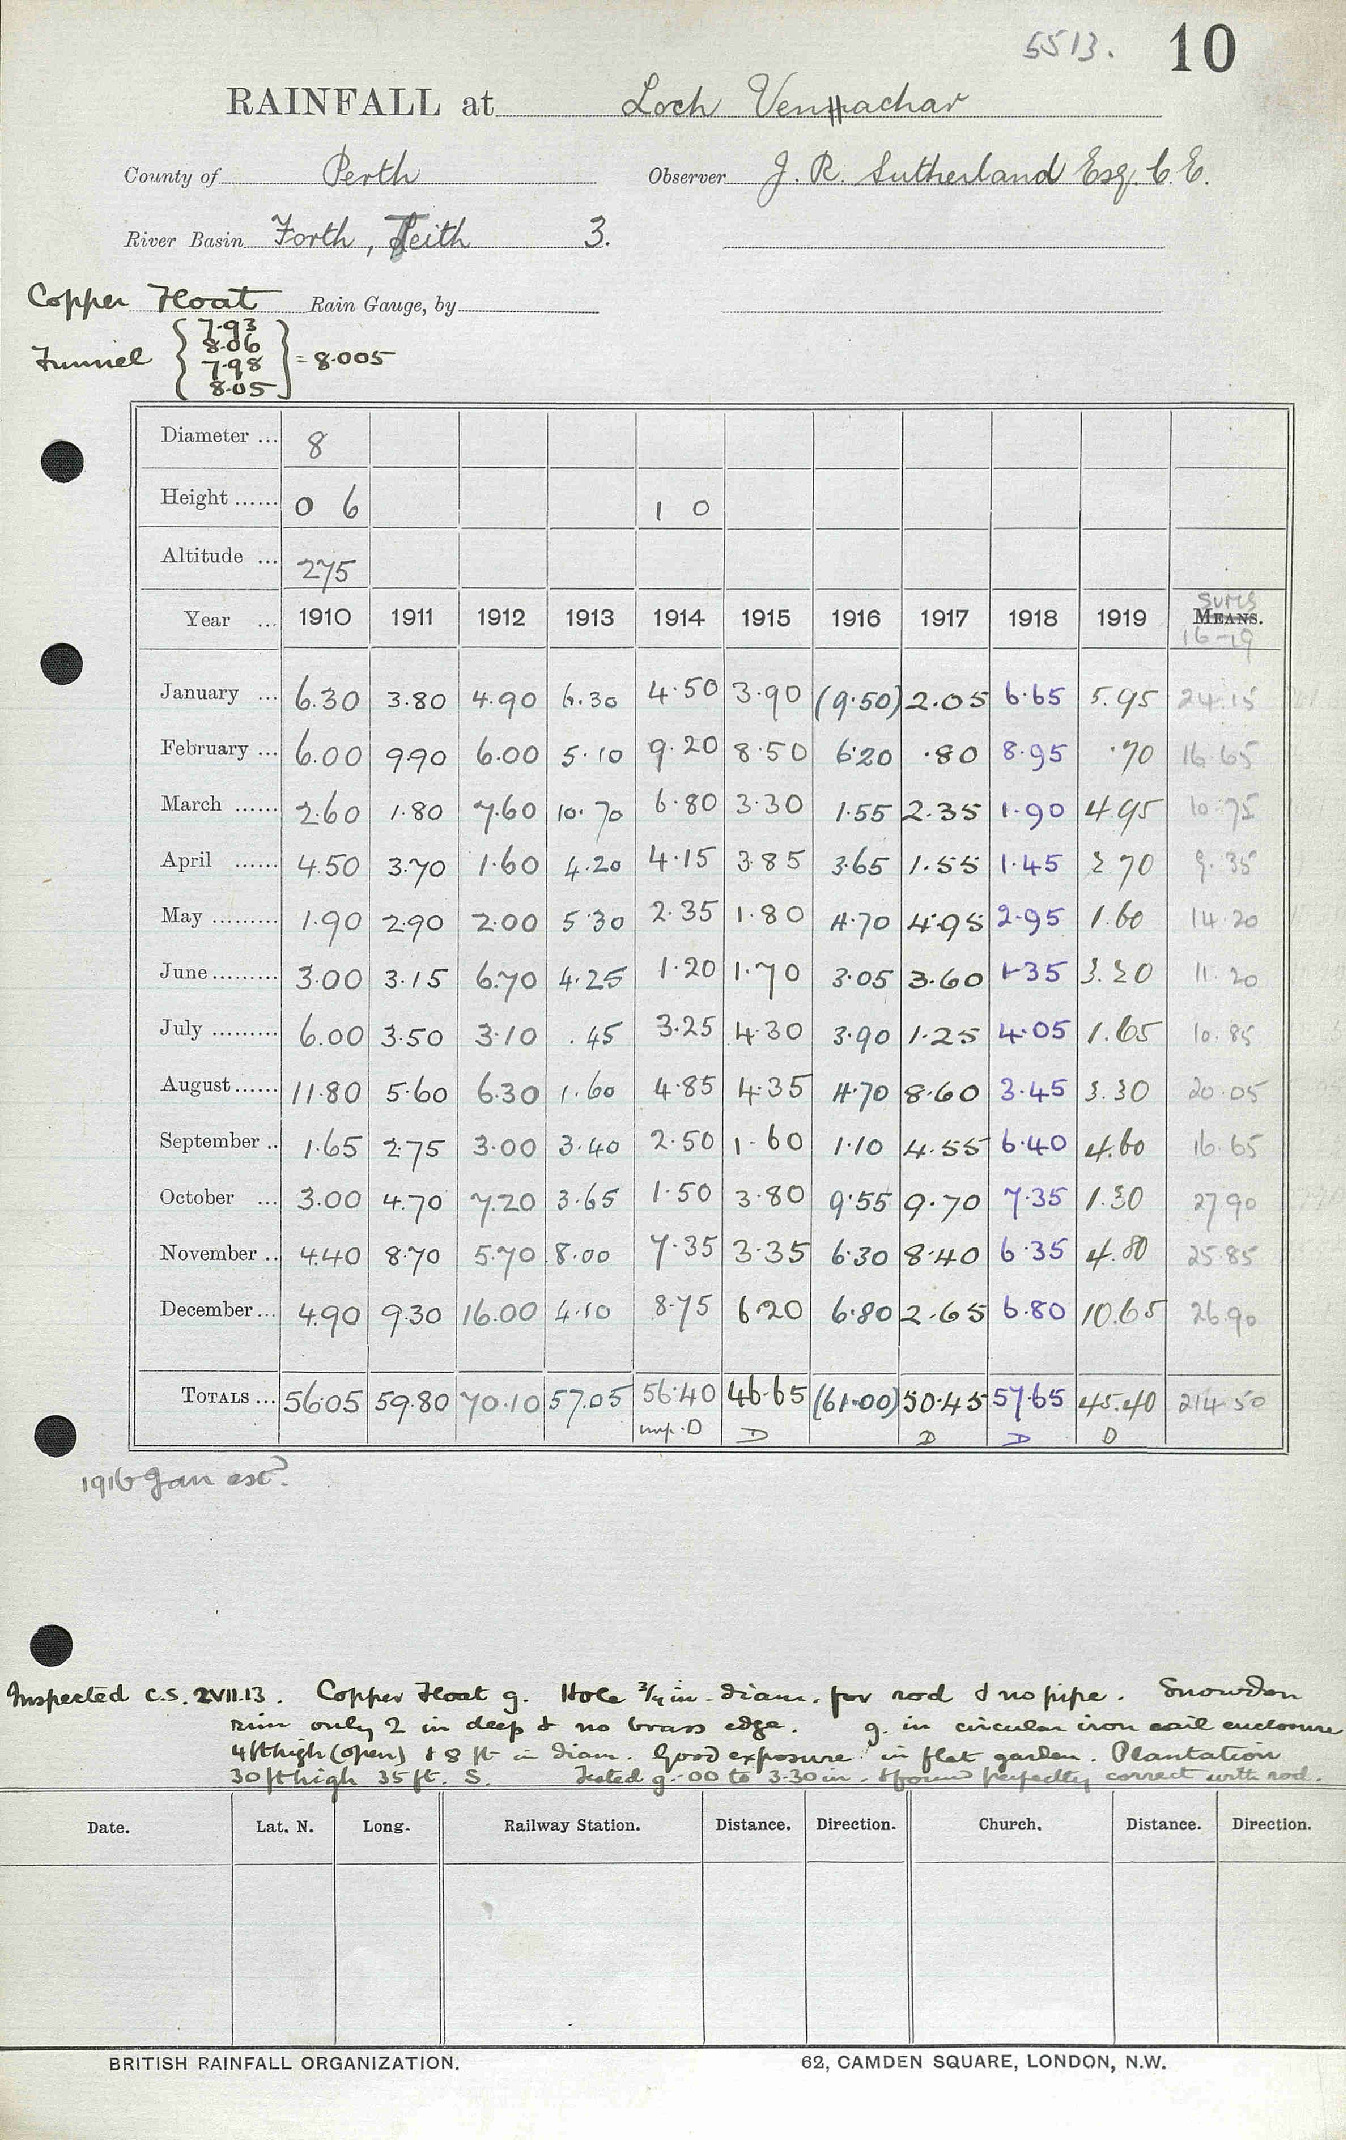 5513. 10
RAINFALL at Loch Vennachar
County of Perth Observer J. R. Sutherland Esq. C.E.
River Basin Forth, Teith 3.
Copper Float Rain Gauge, by
Funnel { 7.93 8.06 7.98 8.05 } = 8.005
Diameter ... 8
Height ...... 0 6 1 0
Altitude ... 275
Year ... 1910 1911 1912 1913 1914 1915 1916 1917 1918 1919 Sums MEANS. 16-19
January ... 6.30 3.80 4.90 6.30 4.50 3.90 (9.50) 2.05 6.65 5.95 24.15
February ... 6.00 9.90 6.00 5.10 9.20 8.50 6.20 .80 8.95 .70 16.65
March ...... 2.60 1.80 7.60 10.70 6.80 3.30 1.55 2.35 1.90 4.95 10.75
April ...... 4.50 3.70 1.60 4.20 4.15 3.85 3.65 1.55 1.45 2.70 9.35
May ......... 1.90 2.90 2.00 5.30 2.35 1.80 4.70 4.95 2.95 1.60 14.20
June......... 3.00 3.15 6.70 4.25 1.20 1.70 3.05 3.60 1.35 3.20 11.20
July ......... 6.00 3.50 3.10 .45 3.25 4.30 3.90 1.25 4.05 1.65 10.85
August...... 11.80 5.60 6.30 1.60 4.85 4.35 4.70 8.60 3.45 3.30 20.05
September .. 1.65 2.75 3.00 3.40 2.50 1.60 1.10 4.55 6.40 4.60 16.65
October ... 3.00 4.70 7.20 3.65 1.50 3.80 9.55 9.70 7.35 1.30 27.90
November .. 4.40 8.70 5.70 8.00 7.35 3.35 6.30 8.40 6.35 4.80 25.85
December ... 4.90 9.30 16.00 4.10 8.75 6.20 6.80 2.65 6.80 10.65 26.90
TOTALS ... 56.05 59.80 70.10 57.05 56.40 46.65 (61.00) 50.45 57.65 45.40 214.50
imp. D D D D D
1916 Jan est?
Inspected C.S. 2VII.13. Copper Float g. Hole 3/4 in. diam. for rod & no pipe. Snowdon
rim only 2 in deep & no brass edge. g. in circular iron rail enclosure
4 ft high (open) & 8 ft in diam. Good exposure in flat garden. Plantation
30 ft high 35 ft. S. Tested g. .00 to 3.30 in. & found perfectly correct with rod.
Date. Lat. N. Long. Railway Station. Distance. Direction. Church. Distance. Direction.
BRITISH RAINFALL ORGANIZATION. 62, CAMDEN SQUARE, LONDON, N.W.